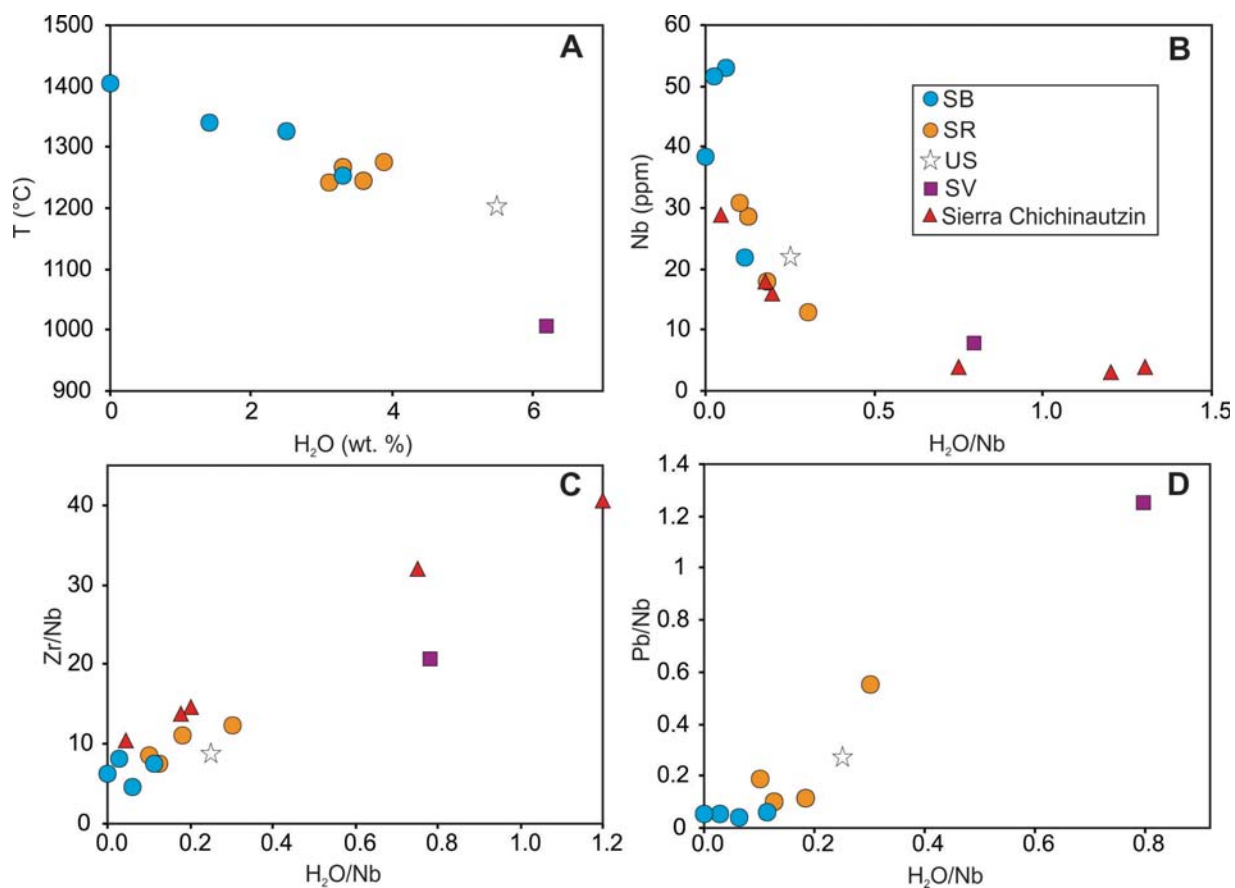 A
T (°C)
1500
1400
1300
1200
1100
1000
900
0
2
4
6
H₂O (wt. %)
B
Nb (ppm)
60
50
40
30
20
10
0
0.0
0.5
1.0
1.5
H₂O/Nb
SB
SR
US
SV
Sierra Chichinautzin
C
Zr/Nb
40
30
20
10
0
0.0
0.2
0.4
0.6
0.8
1.0
1.2
H₂O/Nb
D
Pb/Nb
1.4
1.2
1
0.8
0.6
0.4
0.2
0
0.0
0.2
0.4
0.6
0.8
H₂O/Nb